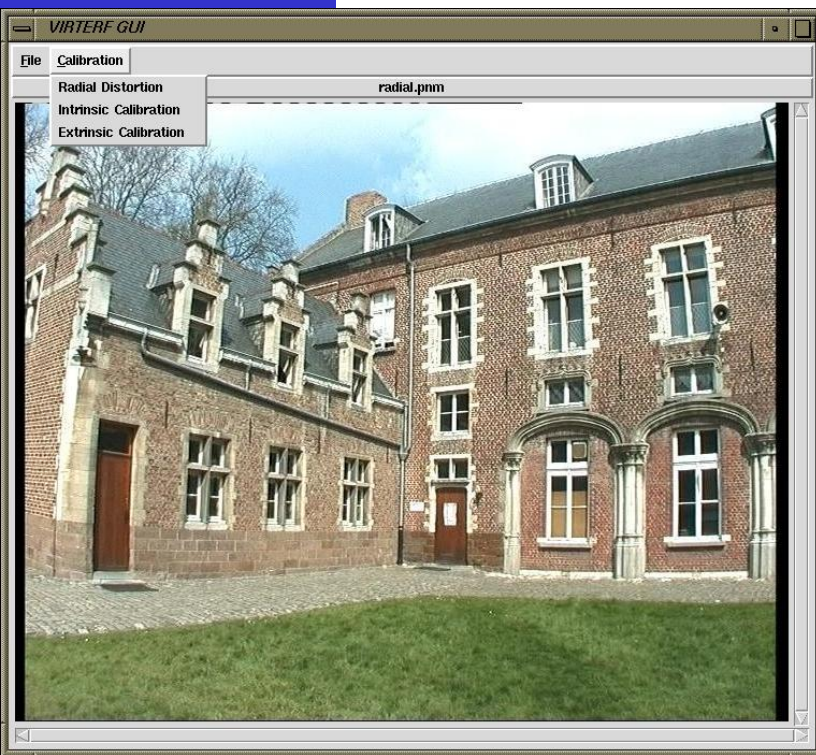 VIRTERF GUI
File Calibration
radial.pnm
Radial Distortion
Intrinsic Calibration
Extrinsic Calibration